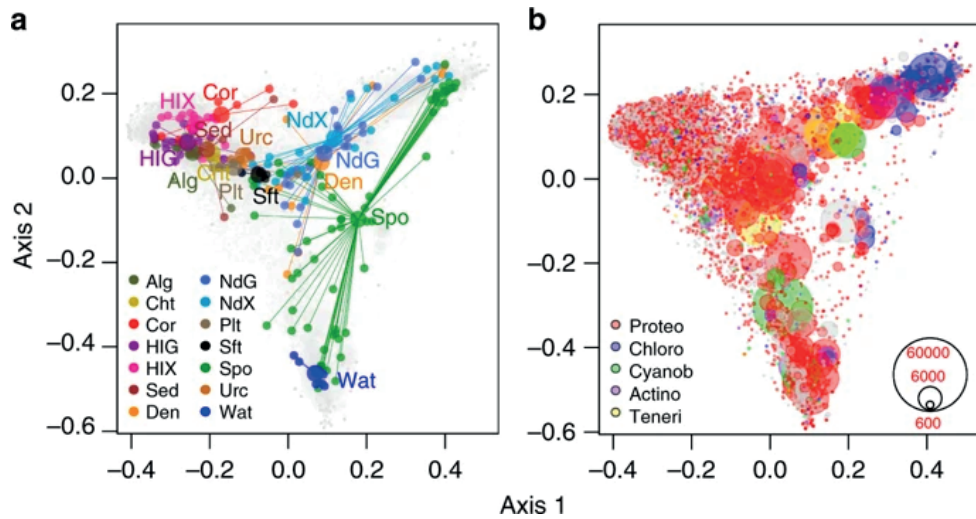 a
b
0.2
0.0
−0.2
−0.4
−0.6
−0.4
−0.2
0.0
0.2
0.4
Axis 2
Axis 1
HIX
Cor
Sed
HIG
Alg
Cht
Urc
Plt
Sft
NdX
NdG
Den
Spo
Wat
Alg
Cht
Cor
HIG
HIX
Sed
Den
NdG
NdX
Plt
Sft
Spo
Urc
Wat
0.2
0.0
−0.2
−0.4
−0.6
−0.4
−0.2
0.0
0.2
0.4
Proteo
Chloro
Cyanob
Actino
Teneri
60000
6000
600